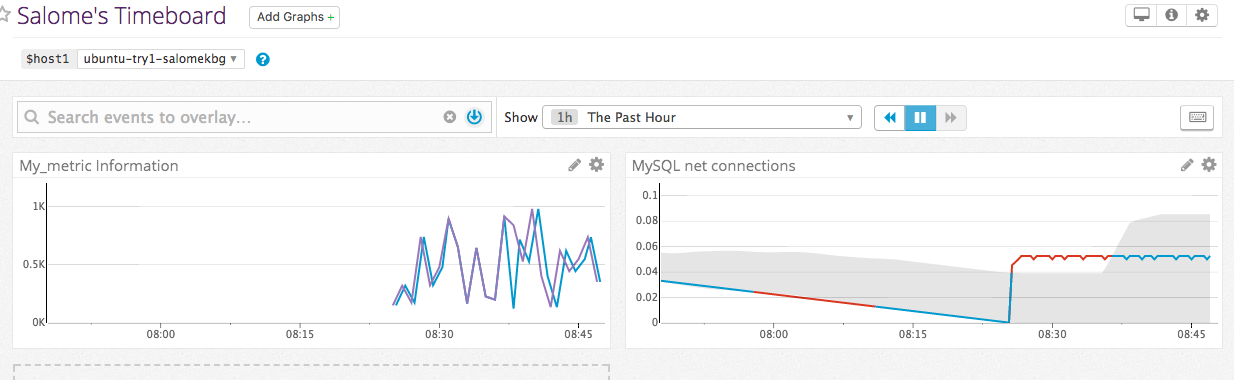 Salome's Timeboard
Add Graphs +
$host1 ubuntu-try1-salomekbg ▾ ?
Search events to overlay... Show 1h The Past Hour
My_metric Information
1K
0.5K
0K
08:00 08:15 08:30 08:45
MySQL net connections
0.1
0.08
0.06
0.04
0.02
0
08:00 08:15 08:30 08:45